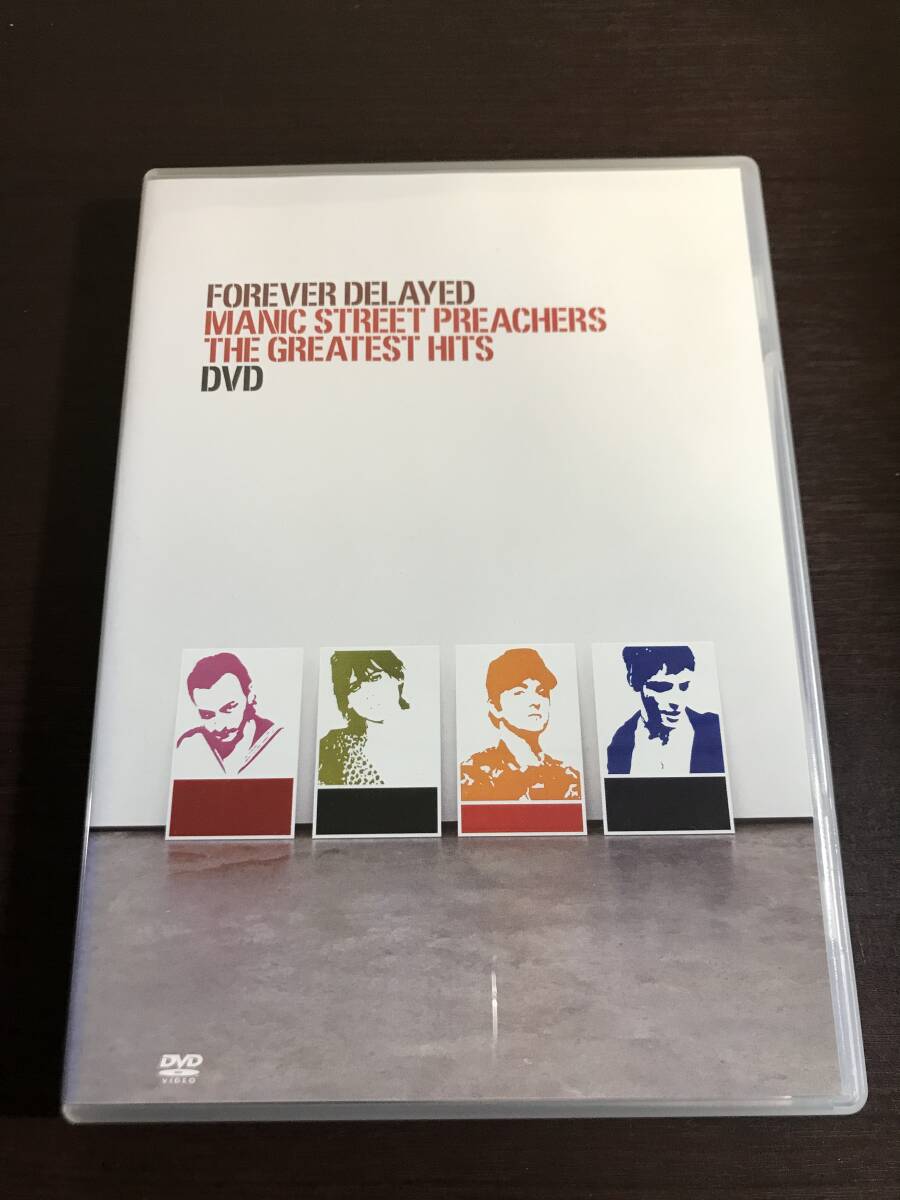 FOREVER DELAYED
MANIC STREET PREACHERS
THE GREATEST HITS
DVD
DVD
VIDEO